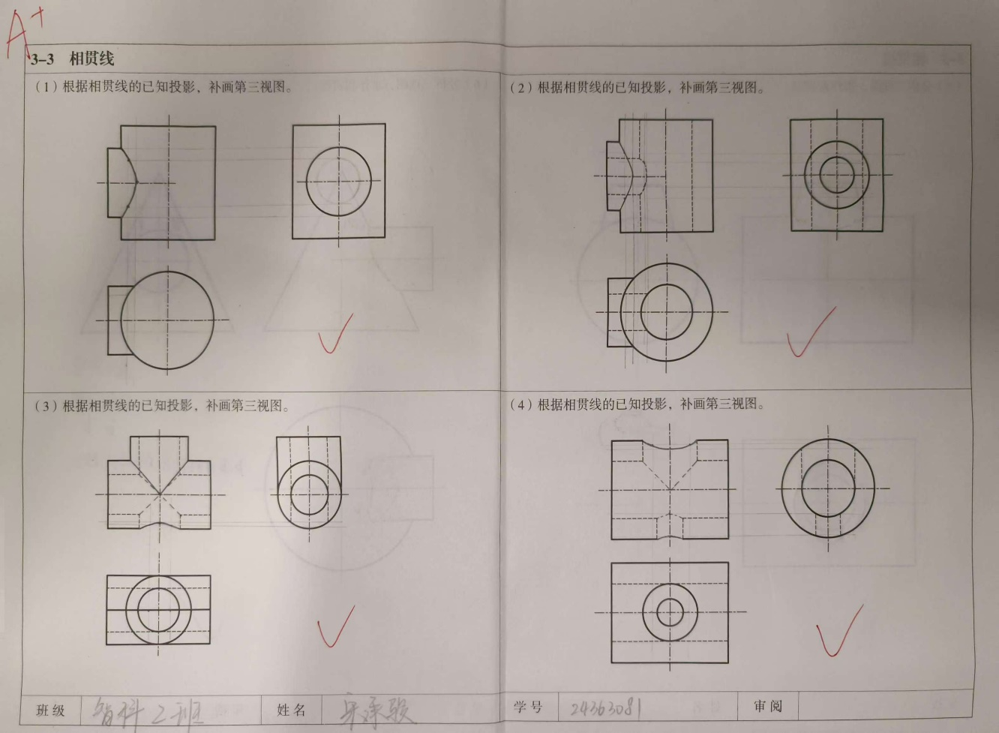 A+
3-3 相贯线
(1)根据相贯线的已知投影，补画第三视图。
(2)根据相贯线的已知投影，补画第三视图。
(3)根据相贯线的已知投影，补画第三视图。
(4)根据相贯线的已知投影，补画第三视图。
班级 智科2班 姓名 学号 24363081 审阅